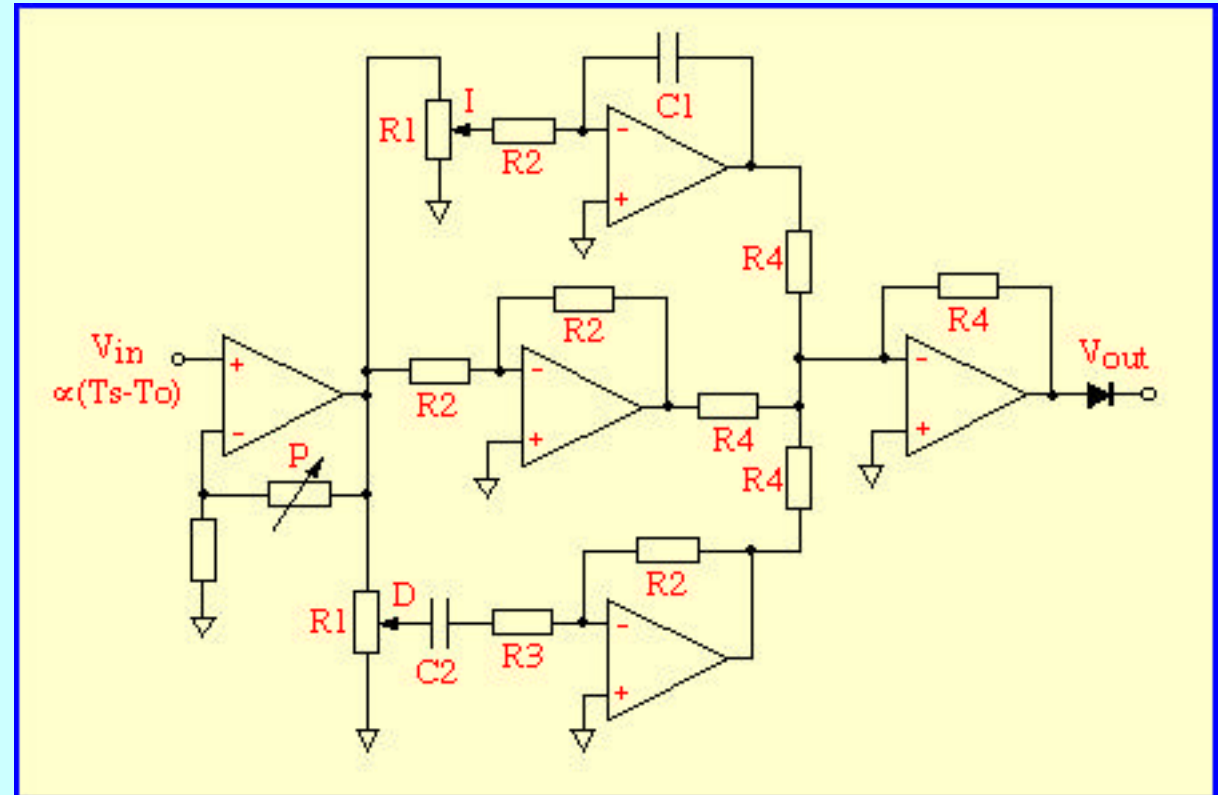 C1
I
R1
R2
-
+
R4
R2
R4
Vin
∝(Ts-To)
+
-
R2
-
+
R4
Vout
-
+
P
R4
R2
D
R1
C2
R3
-
+